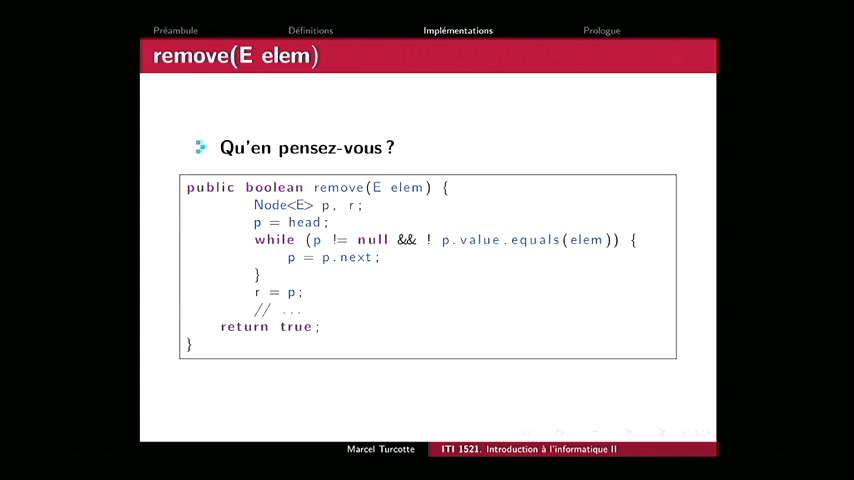 Préambule Définitions Implémentations Prologue
remove(E elem)
Qu'en pensez-vous ?
public boolean remove(E elem) {
Node<E> p, r;
p = head;
while (p != null && ! p.value.equals(elem)) {
p = p.next;
}
r = p;
// ...
return true;
}
Marcel Turcotte ITI 1521. Introduction à l'informatique II